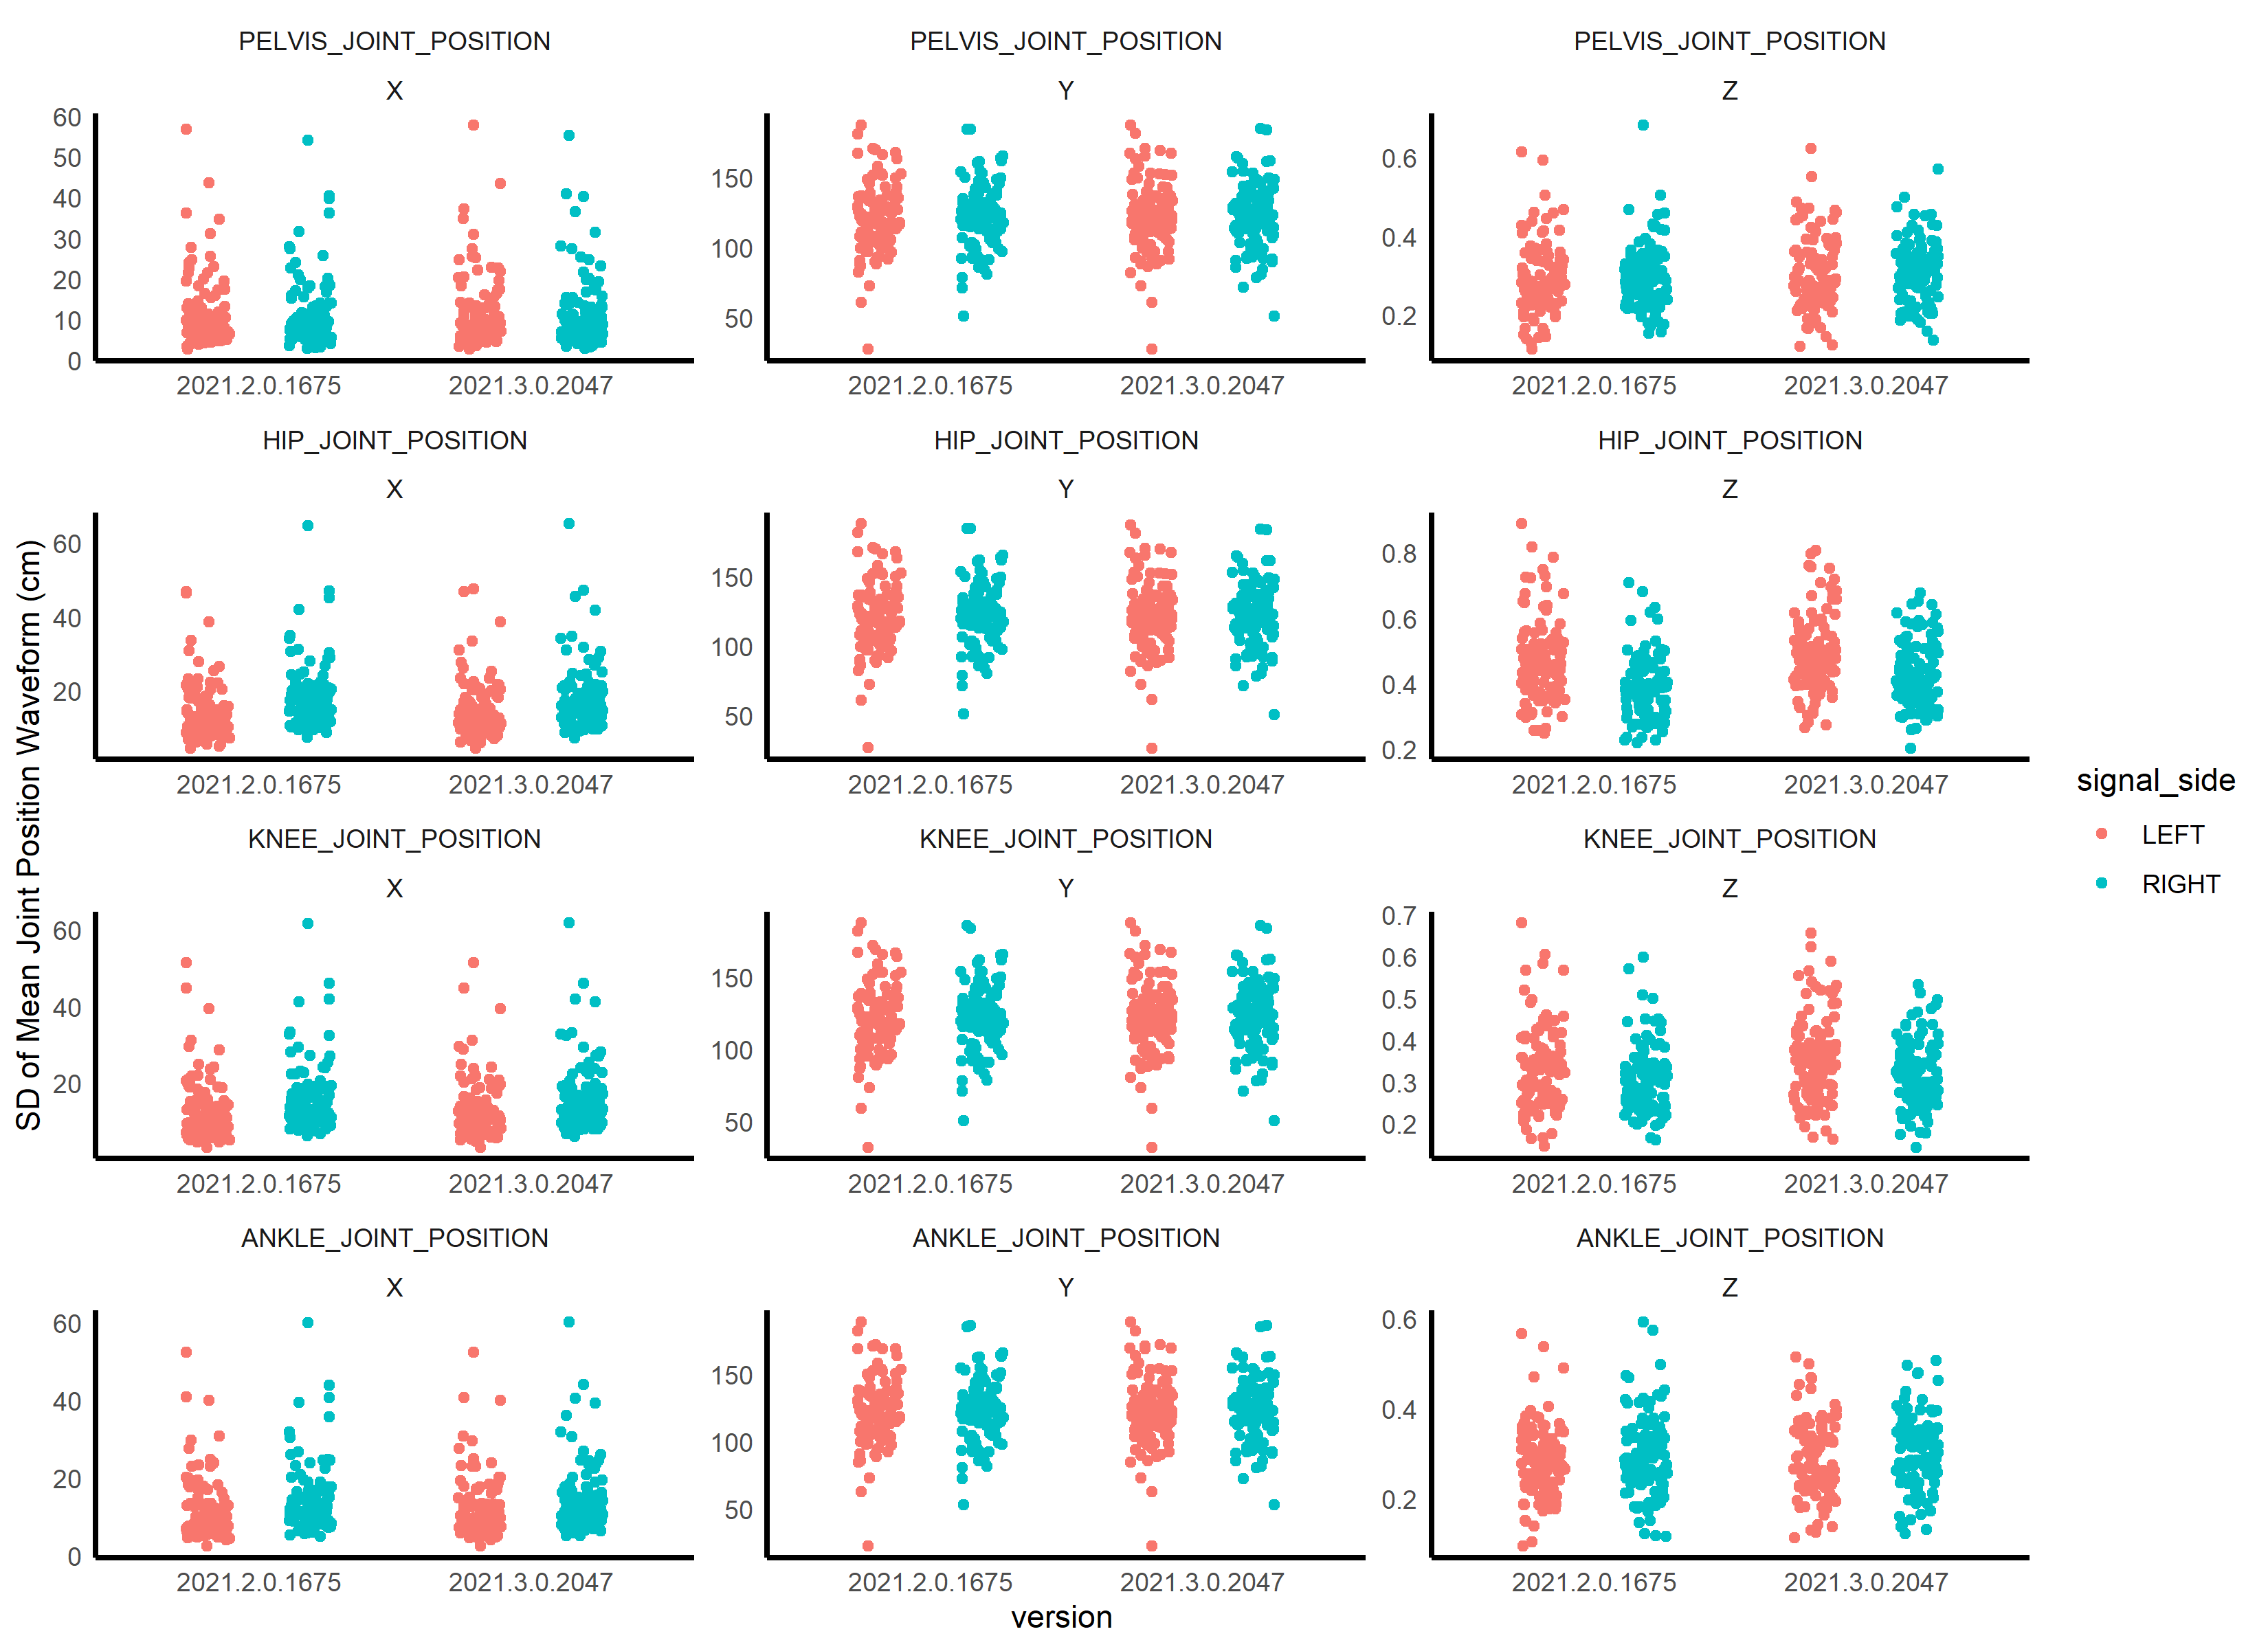 PELVIS_JOINT_POSITION PELVIS_JOINT_POSITION PELVIS_JOINT_POSITION
X Y Z
60
50
40
30
20
10
0
150
100
50
0.6
0.4
0.2
2021.2.0.1675 2021.3.0.2047 2021.2.0.1675 2021.3.0.2047 2021.2.0.1675 2021.3.0.2047
HIP_JOINT_POSITION HIP_JOINT_POSITION HIP_JOINT_POSITION
X Y Z
60
40
20
150
100
50
0.8
0.6
0.4
0.2
2021.2.0.1675 2021.3.0.2047 2021.2.0.1675 2021.3.0.2047 2021.2.0.1675 2021.3.0.2047
KNEE_JOINT_POSITION KNEE_JOINT_POSITION KNEE_JOINT_POSITION
X Y Z
60
40
20
150
100
50
0.7
0.6
0.5
0.4
0.3
0.2
2021.2.0.1675 2021.3.0.2047 2021.2.0.1675 2021.3.0.2047 2021.2.0.1675 2021.3.0.2047
ANKLE_JOINT_POSITION ANKLE_JOINT_POSITION ANKLE_JOINT_POSITION
X Y Z
60
40
20
0
150
100
50
0.6
0.4
0.2
2021.2.0.1675 2021.3.0.2047 2021.2.0.1675 2021.3.0.2047 2021.2.0.1675 2021.3.0.2047
version
SD of Mean Joint Position Waveform (cm)
signal_side
LEFT
RIGHT